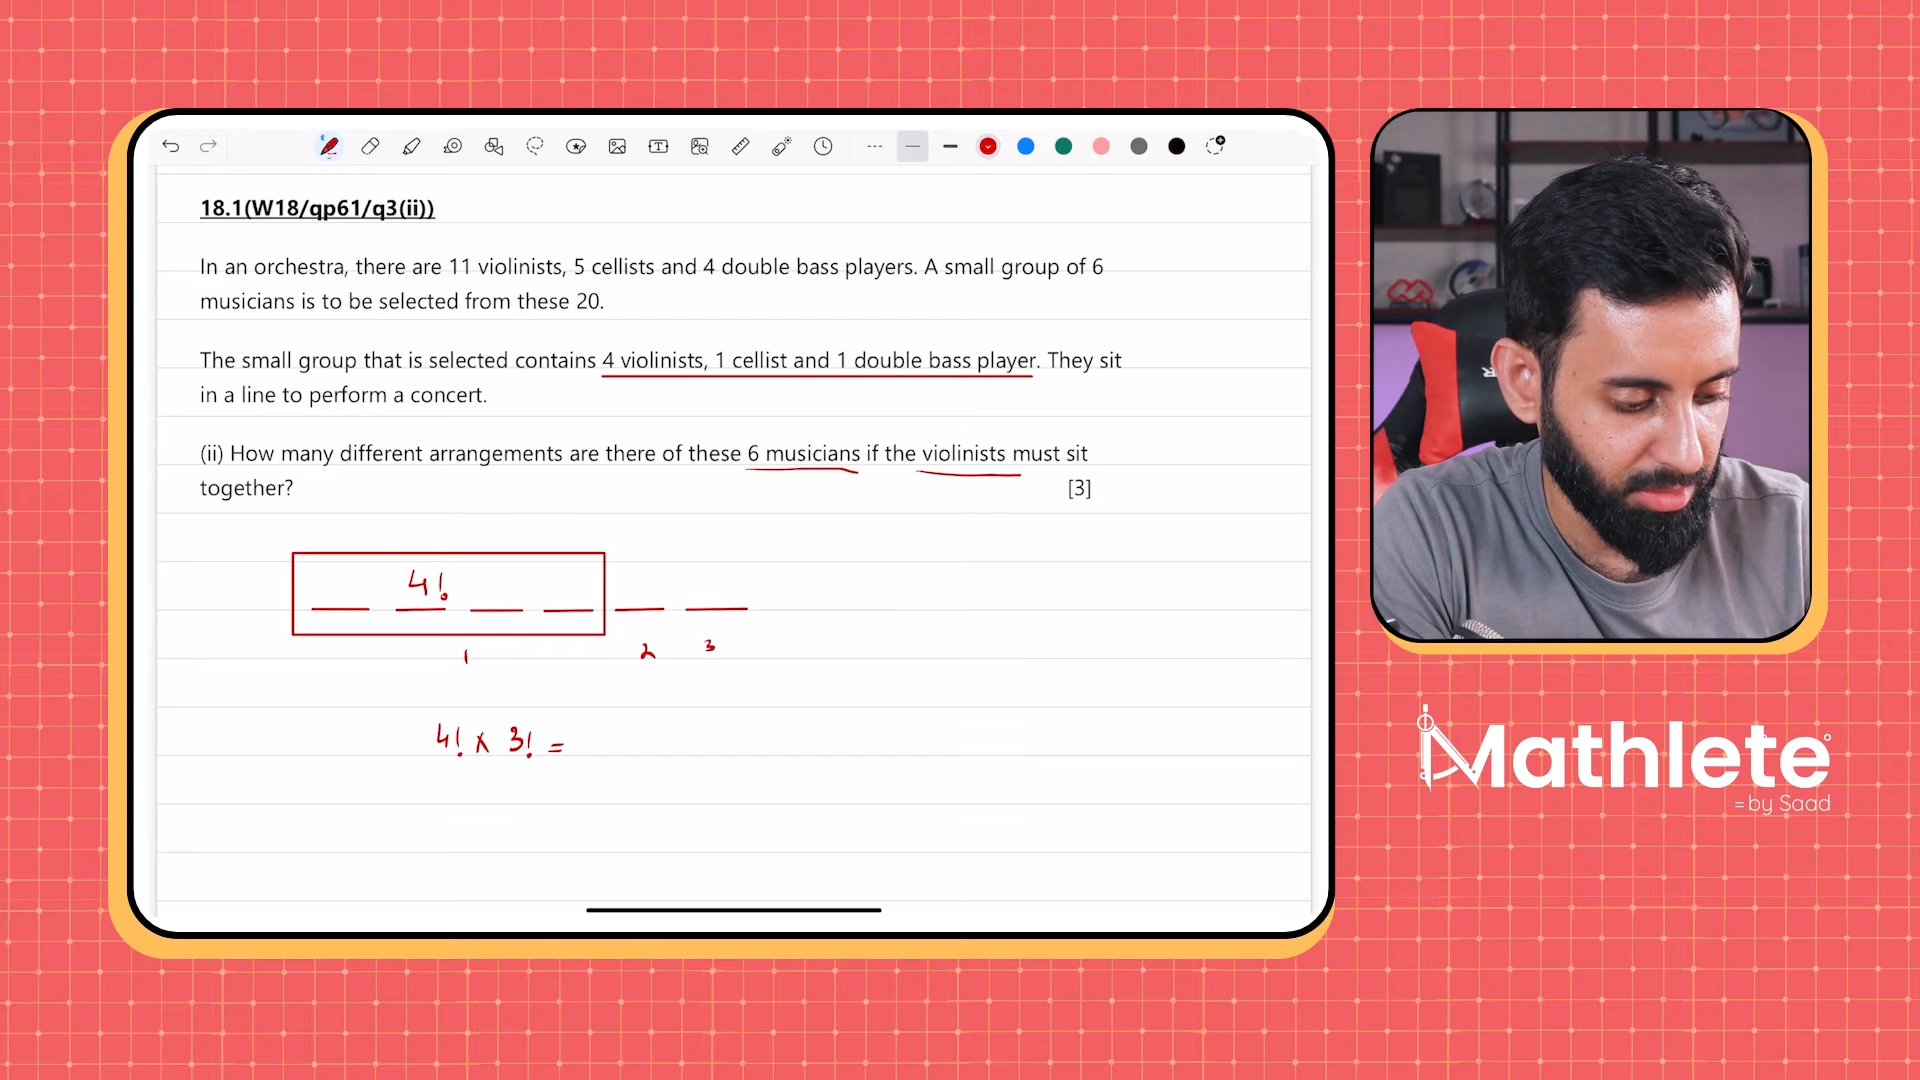 18.1(W18/qp61/q3(ii))
In an orchestra, there are 11 violinists, 5 cellists and 4 double bass players. A small group of 6
musicians is to be selected from these 20.
The small group that is selected contains 4 violinists, 1 cellist and 1 double bass player. They sit
in a line to perform a concert.
(ii) How many different arrangements are there of these 6 musicians if the violinists must sit
together? [3]
4!
1 2 3
4! x 3! =
Mathlete
= by Saad